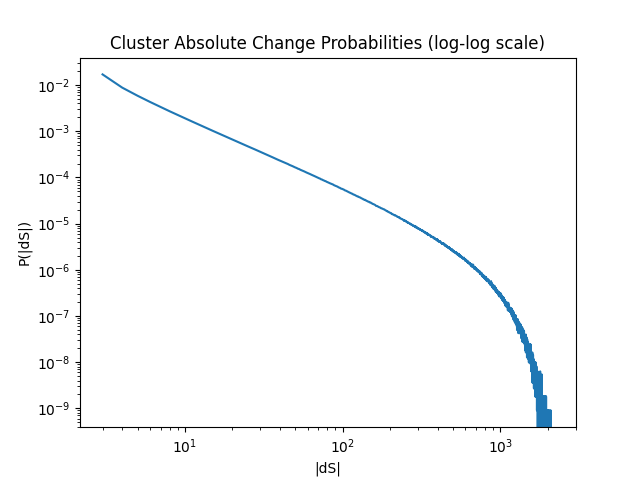 Cluster Absolute Change Probabilities (log-log scale)
P(|dS|)
10⁻²
10⁻³
10⁻⁴
10⁻⁵
10⁻⁶
10⁻⁷
10⁻⁸
10⁻⁹
10¹ 10² 10³
|dS|